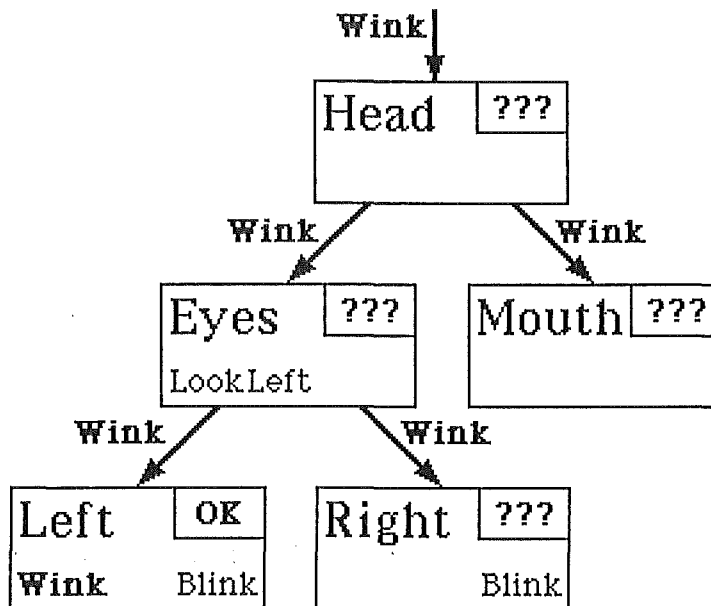 Wink
Head ???
Wink Wink
Eyes ???
LookLeft
Mouth ???
Wink Wink
Left OK
Wink Blink
Right ???
Blink